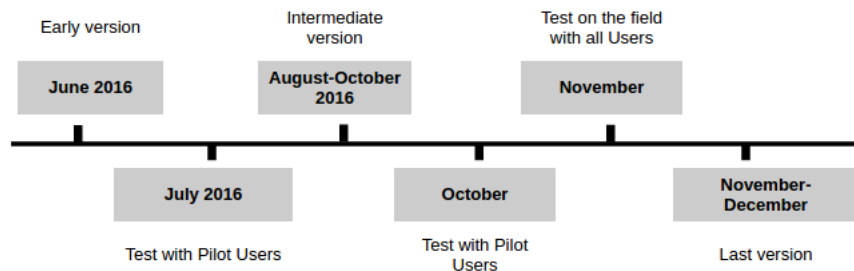 Early version
June 2016
Intermediate
version
August-October
2016
Test on the field
with all Users
November
July 2016
Test with Pilot Users
October
Test with Pilot
Users
November-
December
Last version